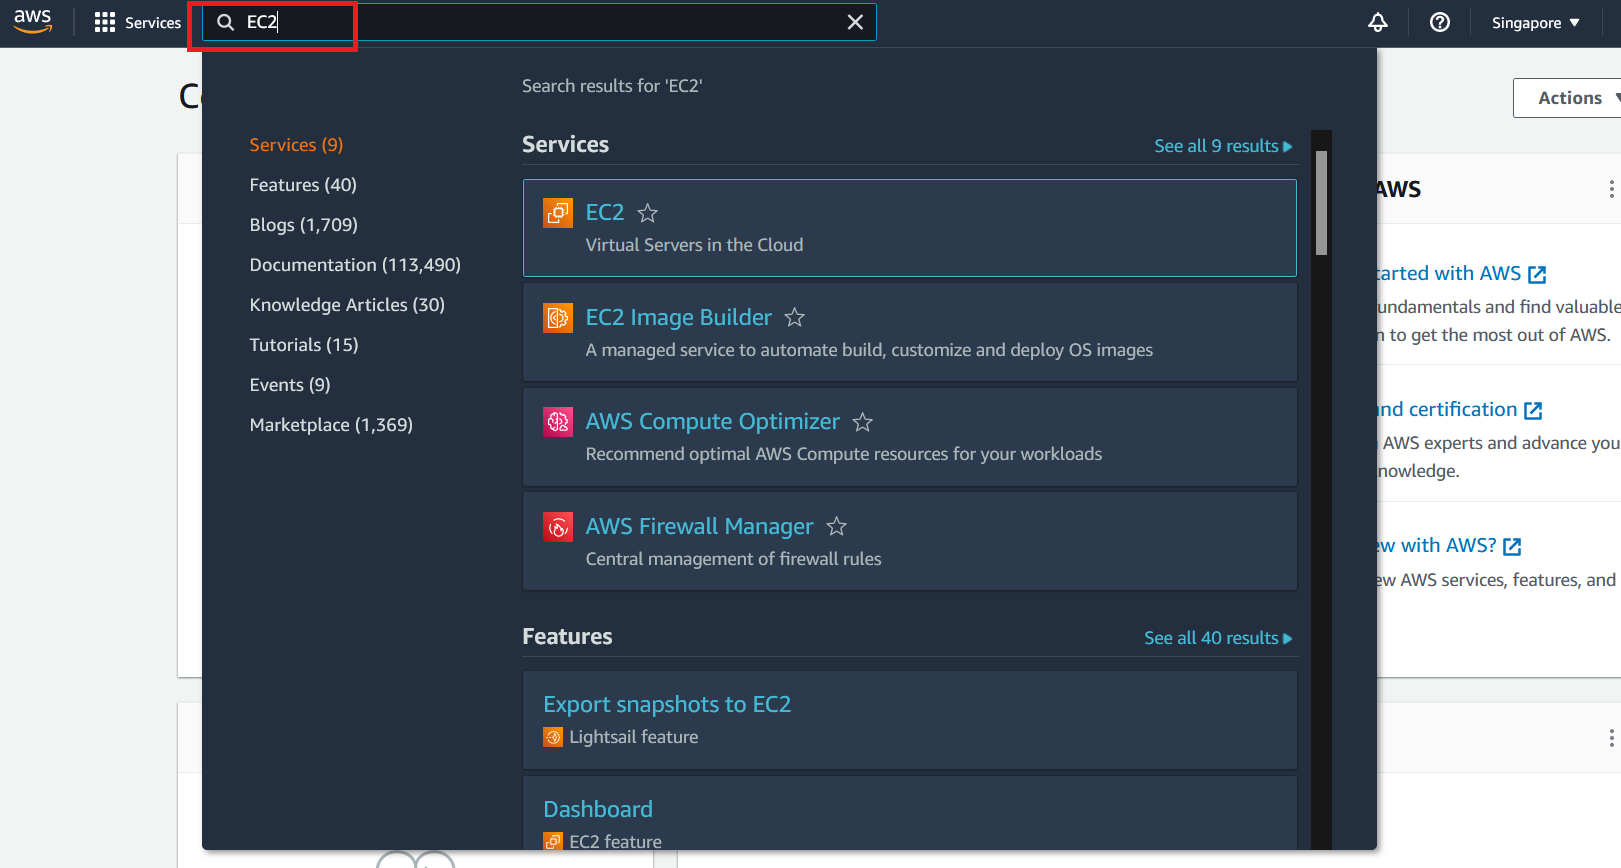 aws
Services
EC2
Singapore
Actions
Search results for 'EC2'
Services (9)
Features (40)
Blogs (1,709)
Documentation (113,490)
Knowledge Articles (30)
Tutorials (15)
Events (9)
Marketplace (1,369)
Services
See all 9 results
EC2
Virtual Servers in the Cloud
EC2 Image Builder
A managed service to automate build, customize and deploy OS images
AWS Compute Optimizer
Recommend optimal AWS Compute resources for your workloads
AWS Firewall Manager
Central management of firewall rules
Features
See all 40 results
Export snapshots to EC2
Lightsail feature
Dashboard
EC2 feature
AWS
with AWS
and find valuable
to get the most out of AWS.
certification
AWS experts and advance
with AWS?
AWS services, features, and